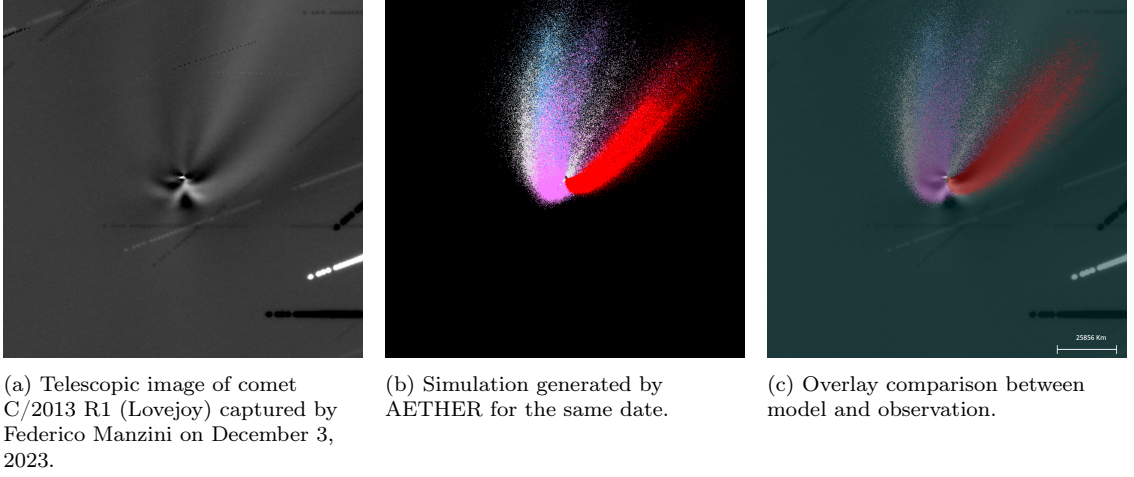 25856 Km
(a) Telescopic image of comet
C/2013 R1 (Lovejoy) captured by
Federico Manzini on December 3,
2023.
(b) Simulation generated by
AETHER for the same date.
(c) Overlay comparison between
model and observation.